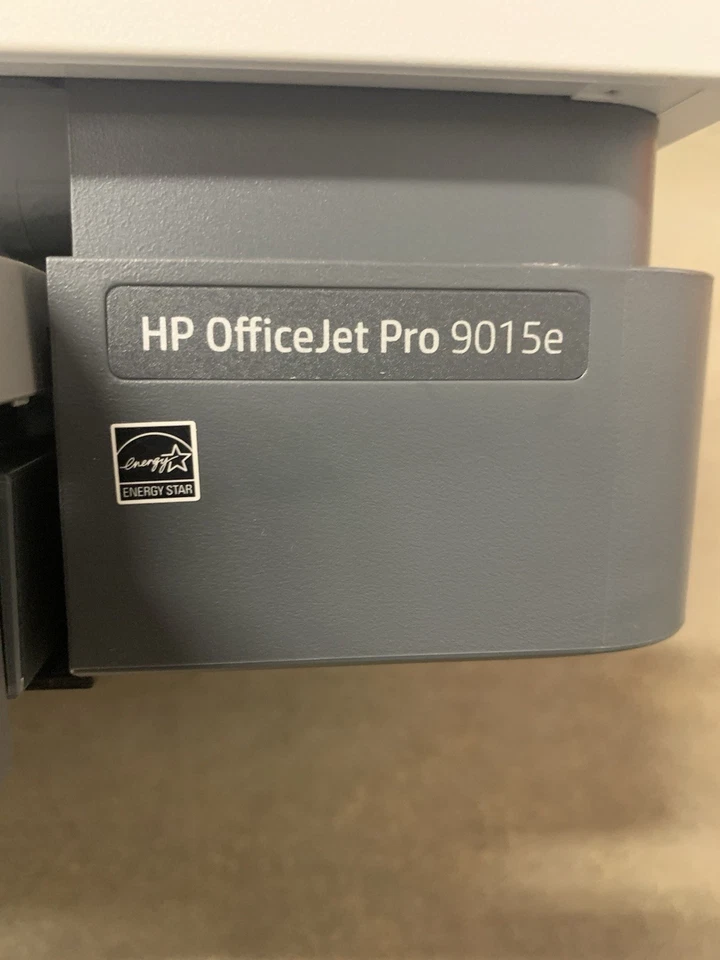 HP OfficeJet Pro 9015e
energy
ENERGY STAR